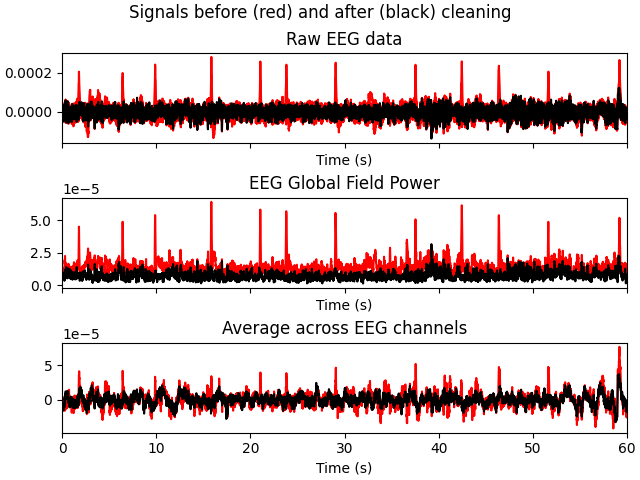 Signals before (red) and after (black) cleaning
Raw EEG data
0.0002
0.0000
Time (s)
EEG Global Field Power
1e−5
5.0
2.5
0.0
Time (s)
Average across EEG channels
1e−5
5
0
0 10 20 30 40 50 60
Time (s)